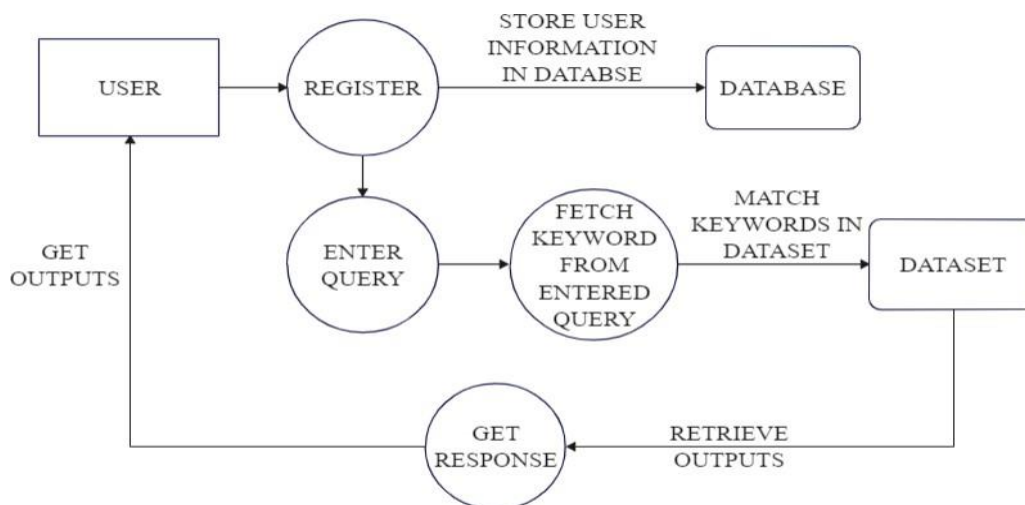 USER
REGISTER
STORE USER
INFORMATION
IN DATABSE
DATABASE
ENTER
QUERY
FETCH
KEYWORD
FROM
ENTERED
QUERY
MATCH
KEYWORDS IN
DATASET
DATASET
GET
OUTPUTS
GET
RESPONSE
RETRIEVE
OUTPUTS